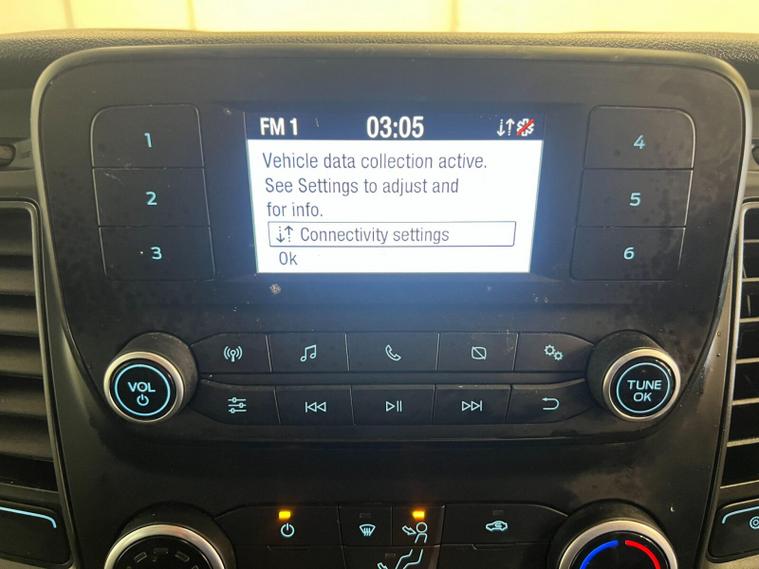 FM 1 03:05
Vehicle data collection active.
See Settings to adjust and
for info.
Connectivity settings
Ok
1
2
3
4
5
6
VOL
TUNE
OK